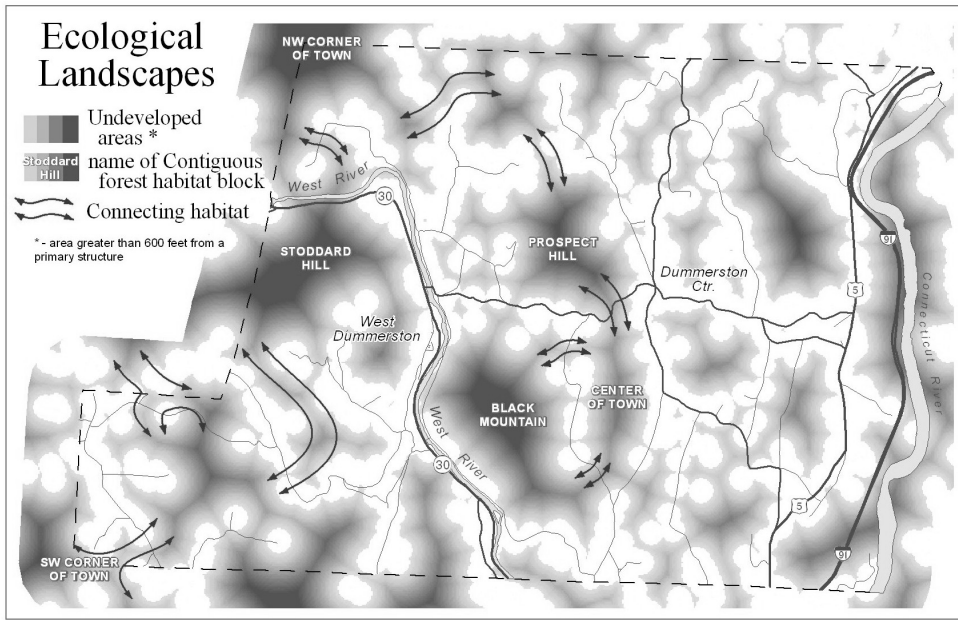 Ecological
Landscapes
Undeveloped
areas *
Stoddard
Hill
name of Contiguous
forest habitat block
Connecting habitat
* - area greater than 600 feet from a
primary structure
NW CORNER
OF TOWN
West River
30
STODDARD
HILL
PROSPECT
HILL
91
Dummerston
Ctr.
5
Connecticut River
West
Dummerston
BLACK
MOUNTAIN
CENTER
OF TOWN
West River
30
5
91
SW CORNER
OF TOWN